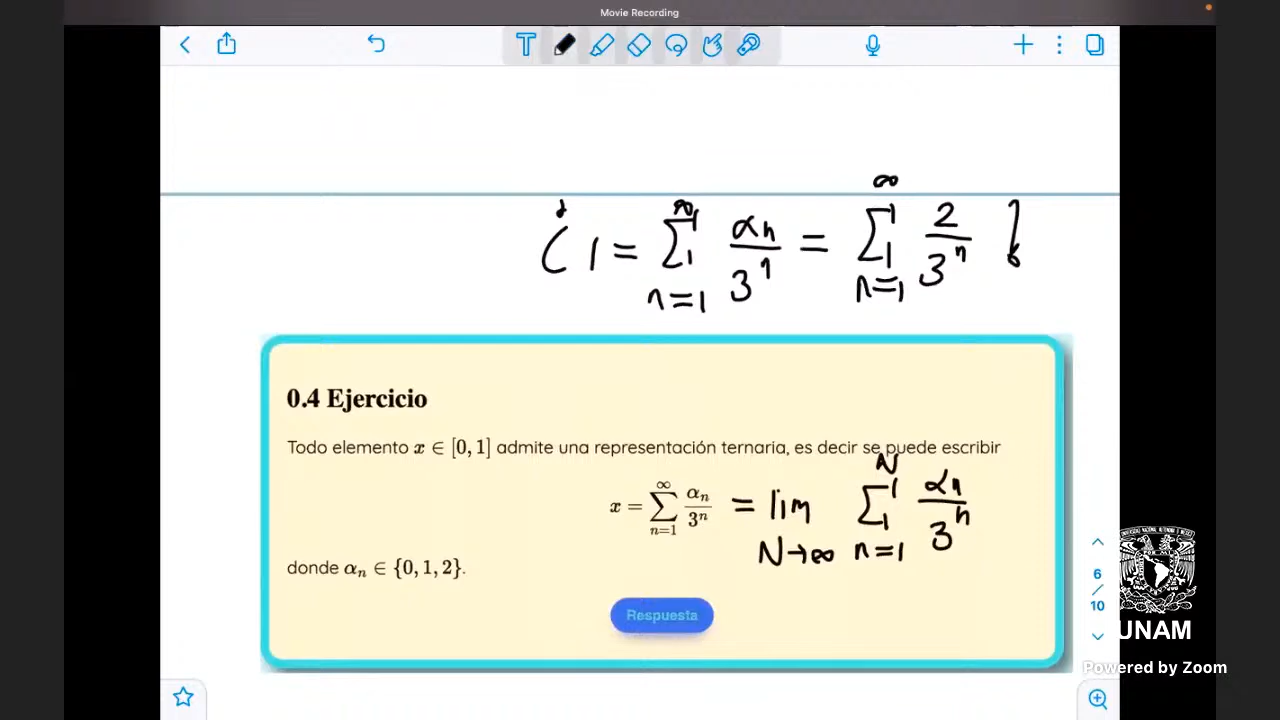 Movie Recording
¿ 1 = ∑_{n=1}^{∞} αn/3^n = ∑_{n=1}^{∞} 2/3^n ?
0.4 Ejercicio
Todo elemento x ∈ [0, 1] admite una representación ternaria, es decir se puede escribir
x = ∑_{n=1}^{∞} α_n/3^n = lim_{N→∞} ∑_{n=1}^{N} αn/3^n
donde α_n ∈ {0, 1, 2}.
Respuesta
6
/
10
UNAM
Powered by Zoom